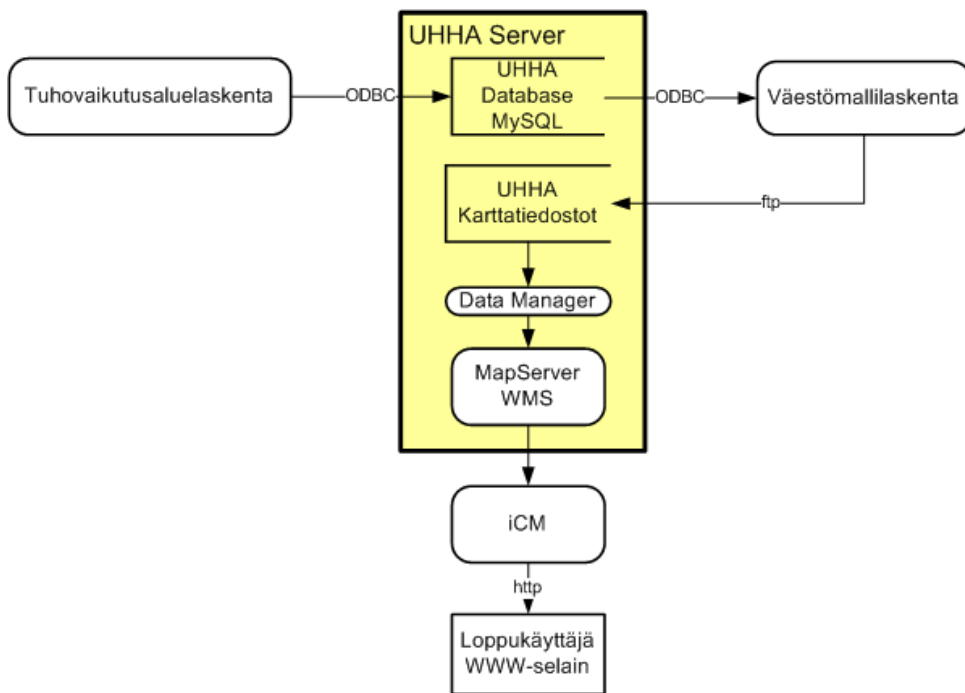 UHHA Server
Tuhovaikutusaluelaskenta
ODBC
UHHA
Database
MySQL
ODBC
Väestömallilaskenta
UHHA
Karttatiedostot
ftp
Data Manager
MapServer
WMS
iCM
http
Loppukäyttäjä
WWW-selain